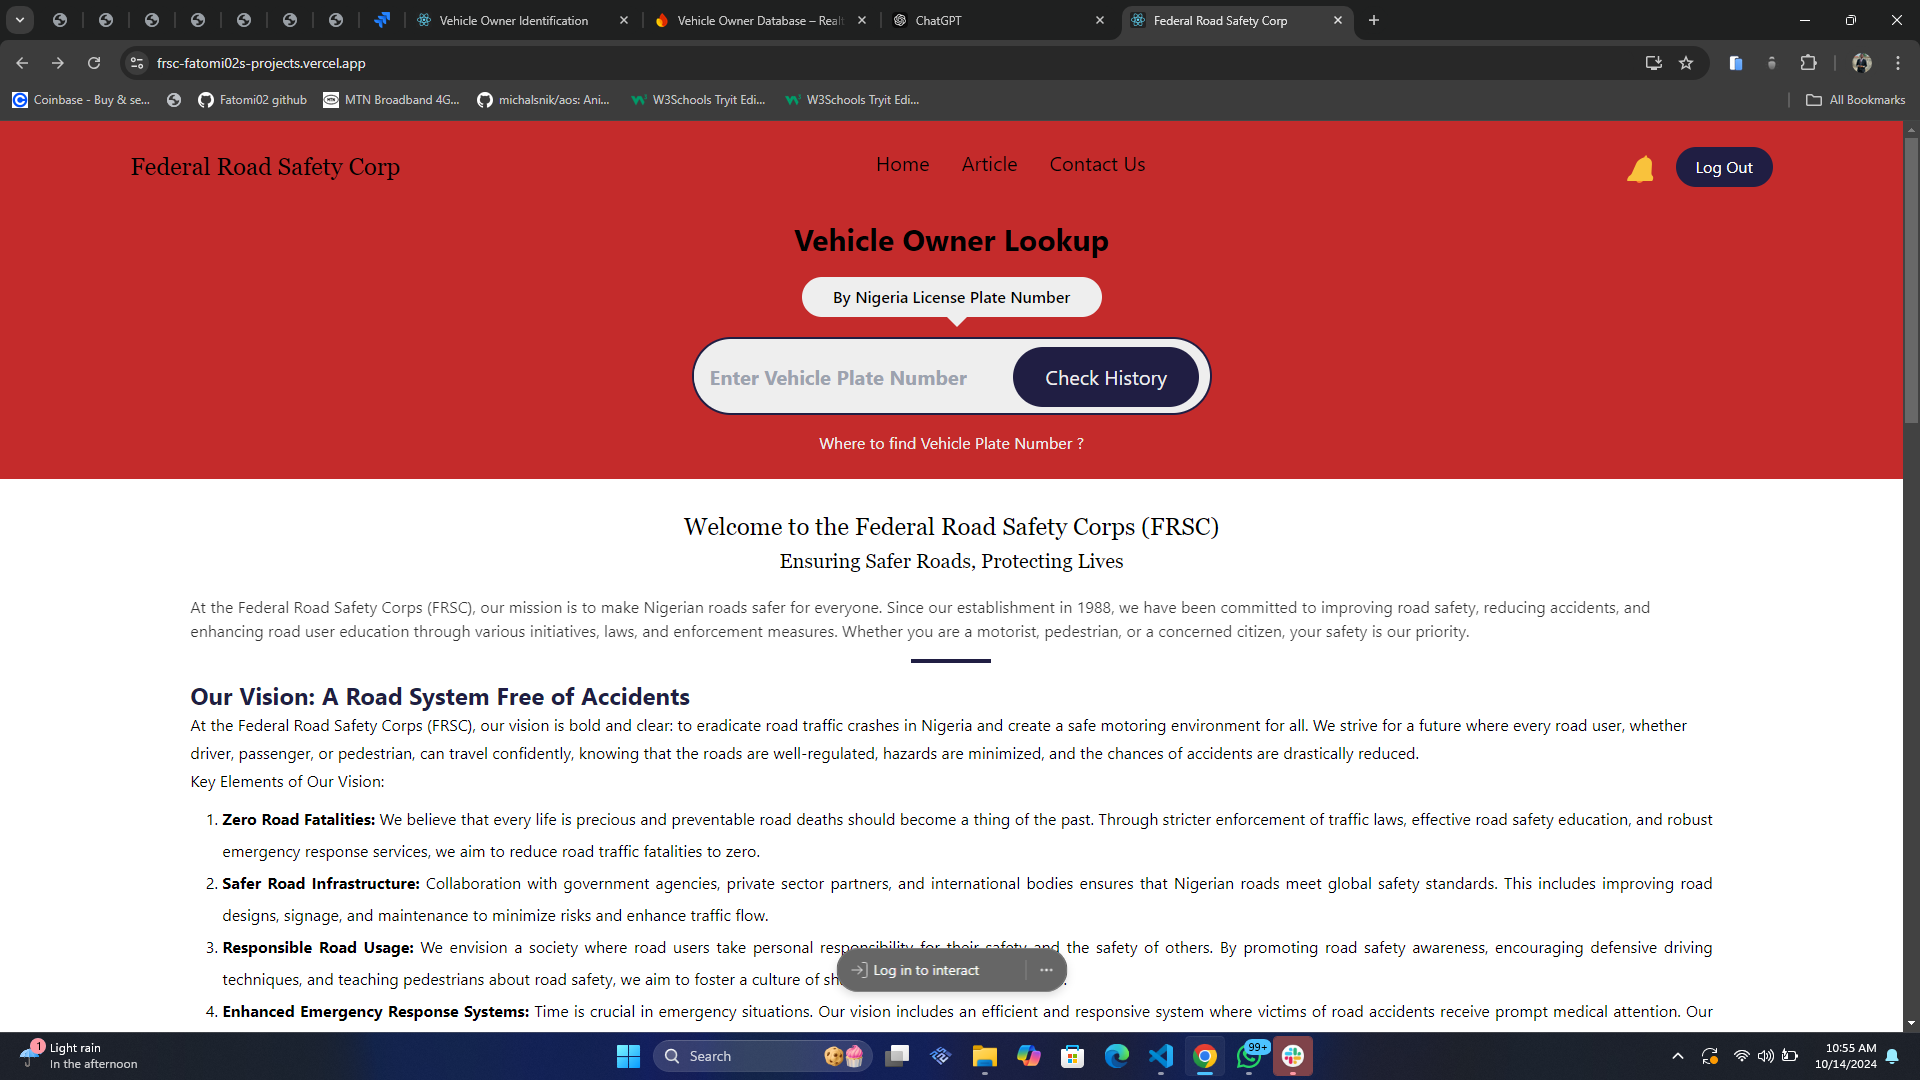 Vehicle Owner Identification
Vehicle Owner Database – Realt
ChatGPT
Federal Road Safety Corp
frsc-fatomi02s-projects.vercel.app
Coinbase - Buy & se...
Fatomi02 github
MTN Broadband 4G...
michalsnik/aos: Ani...
W3Schools Tryit Edi...
W3Schools Tryit Edi...
All Bookmarks
Federal Road Safety Corp
Home
Article
Contact Us
Log Out
Vehicle Owner Lookup
By Nigeria License Plate Number
Enter Vehicle Plate Number
Check History
Where to find Vehicle Plate Number ?
Welcome to the Federal Road Safety Corps (FRSC)
Ensuring Safer Roads, Protecting Lives
At the Federal Road Safety Corps (FRSC), our mission is to make Nigerian roads safer for everyone. Since our establishment in 1988, we have been committed to improving road safety, reducing accidents, and
enhancing road user education through various initiatives, laws, and enforcement measures. Whether you are a motorist, pedestrian, or a concerned citizen, your safety is our priority.
Our Vision: A Road System Free of Accidents
At the Federal Road Safety Corps (FRSC), our vision is bold and clear: to eradicate road traffic crashes in Nigeria and create a safe motoring environment for all. We strive for a future where every road user, whether
driver, passenger, or pedestrian, can travel confidently, knowing that the roads are well-regulated, hazards are minimized, and the chances of accidents are drastically reduced.
Key Elements of Our Vision:
1. Zero Road Fatalities: We believe that every life is precious and preventable road deaths should become a thing of the past. Through stricter enforcement of traffic laws, effective road safety education, and robust
emergency response services, we aim to reduce road traffic fatalities to zero.
2. Safer Road Infrastructure: Collaboration with government agencies, private sector partners, and international bodies ensures that Nigerian roads meet global safety standards. This includes improving road
designs, signage, and maintenance to minimize risks and enhance traffic flow.
3. Responsible Road Usage: We envision a society where road users take personal responsibility for their safety and the safety of others. By promoting road safety awareness, encouraging defensive driving
techniques, and teaching pedestrians about road safety, we aim to foster a culture of
Log in to interact
4. Enhanced Emergency Response Systems: Time is crucial in emergency situations. Our vision includes an efficient and responsive system where victims of road accidents receive prompt medical attention. Our
1
Light rain
In the afternoon
Search
99+
10:55 AM
10/14/2024